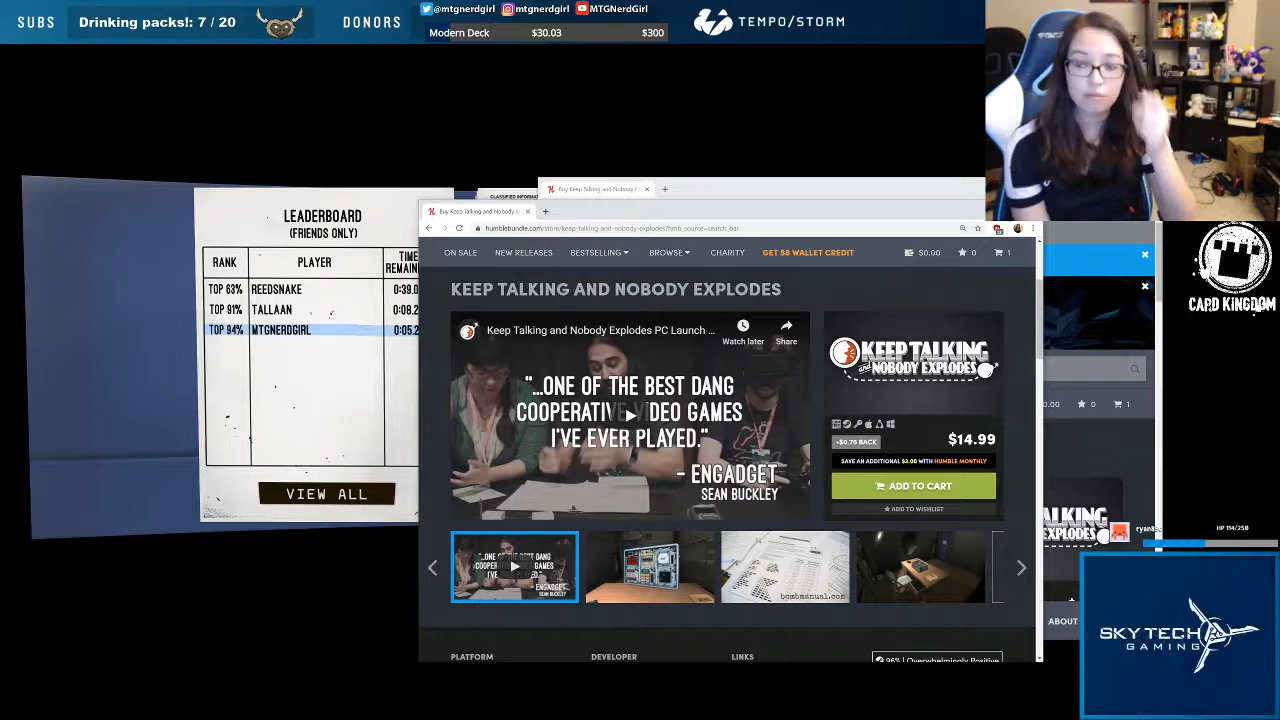 SUBS
Drinking packs!: 7 / 20
DONORS
@mtgnerdgirl mtgnerdgirl MTGNerdGirl
Modern Deck $30.03 $300
TEMPO/STORM
LEADERBOARD
(FRIENDS ONLY)
RANK PLAYER TIME
TOP 63% REEDSNAKE 0:39.0
TOP 91% TALLAAN 0:08.2
TOP 94% MTGNERDGIRL 0:05.2
VIEW ALL
Buy Keep Talking and Nobody E
Buy Keep Talking and Nobody E
humblebundle.com/store/keep-talking-and-nobody-explodes?hmb_source=search_bar
ON SALE NEW RELEASES BESTSELLING BROWSE CHARITY GET $8 WALLET CREDIT $0.00 0 1
KEEP TALKING AND NOBODY EXPLODES
Keep Talking and Nobody Explodes PC Launch ...
Watch later Share
"...ONE OF THE BEST DANG
COOPERATIVE VIDEO GAMES
I'VE EVER PLAYED."
- ENGADGET
SEAN BUCKLEY
KEEP TALKING
and NOBODY EXPLODES
+$0.75 BACK $14.99
SAVE AN ADDITIONAL $3.00 WITH HUMBLE MONTHLY
ADD TO CART
ADD TO WISHLIST
bombmanual.com
PLATFORM DEVELOPER LINKS
96% | Overwhelmingly Positive
0 1
ABOUT
CARD KINGDOM
HP 114/250
SKYTECH
GAMING